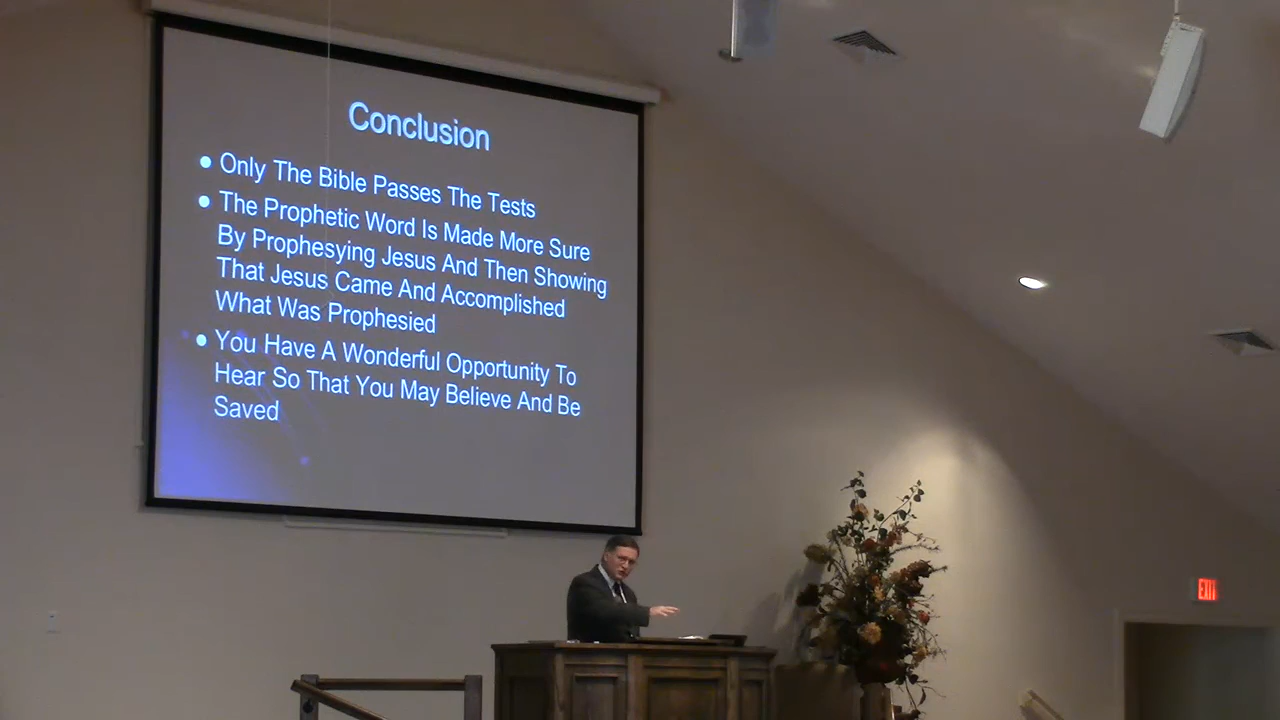 Conclusion
● Only The Bible Passes The Tests
● The Prophetic Word Is Made More Sure
By Prophesying Jesus And Then Showing
That Jesus Came And Accomplished
What Was Prophesied
● You Have A Wonderful Opportunity To
Hear So That You May Believe And Be
Saved
EXIT